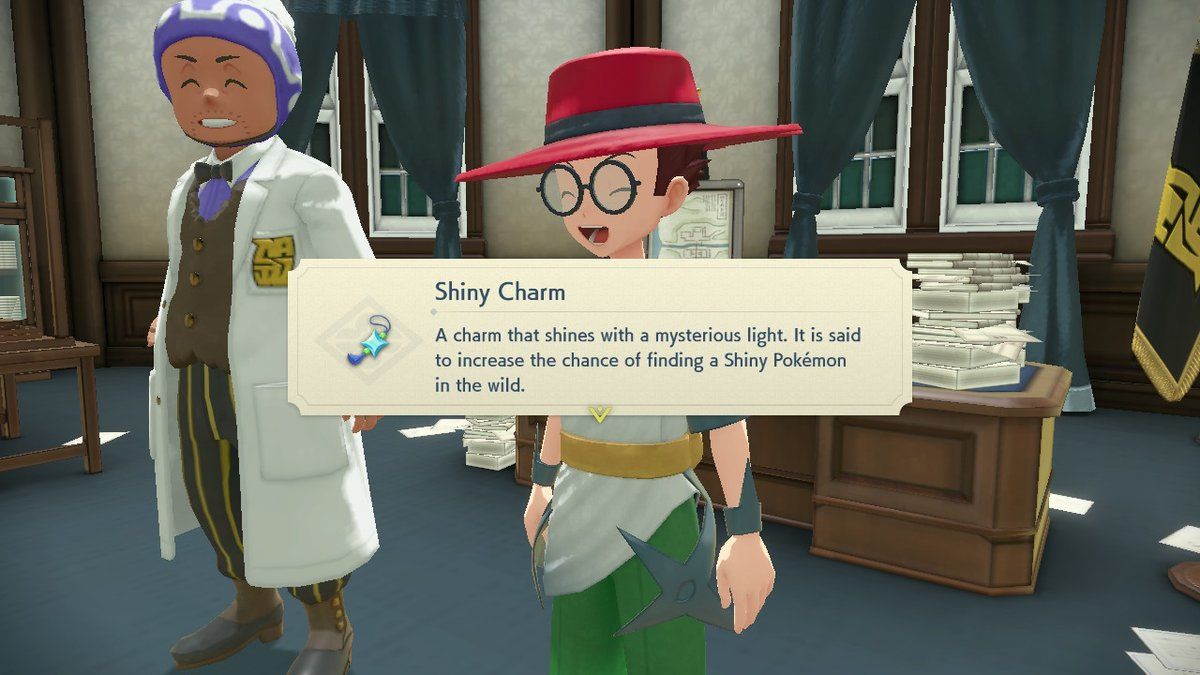 Shiny Charm
A charm that shines with a mysterious light. It is said
to increase the chance of finding a Shiny Pokémon
in the wild.